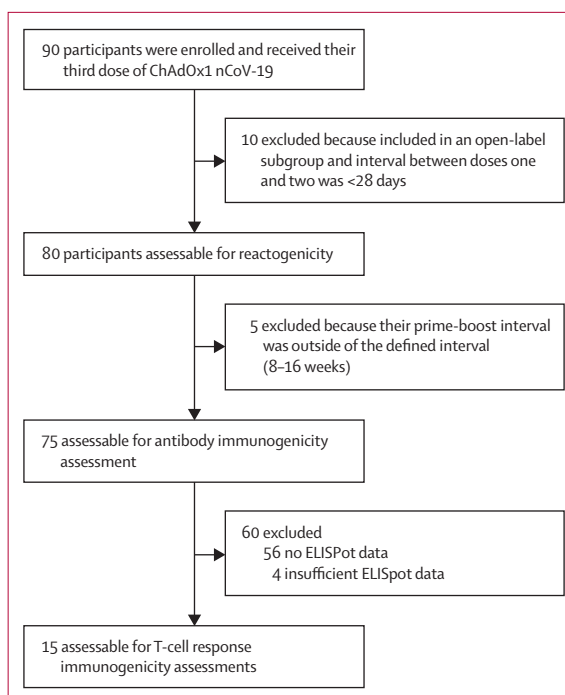 90 participants were enrolled and received their
third dose of ChAdOx1 nCoV-19
10 excluded because included in an open-label
subgroup and interval between doses one
and two was <28 days
80 participants assessable for reactogenicity
5 excluded because their prime-boost interval
was outside of the defined interval
(8–16 weeks)
75 assessable for antibody immunogenicity
assessment
60 excluded
56 no ELISPot data
4 insufficient ELISpot data
15 assessable for T-cell response
immunogenicity assessments